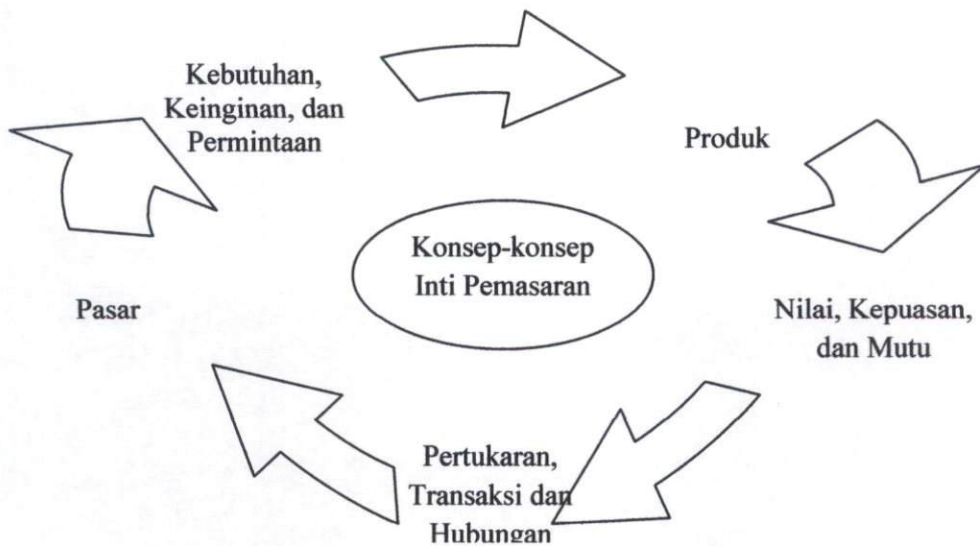 Kebutuhan,
Keinginan, dan
Permintaan
Produk
Konsep-konsep
Inti Pemasaran
Pasar
Nilai, Kepuasan,
dan Mutu
Pertukaran,
Transaksi dan
Hubungan